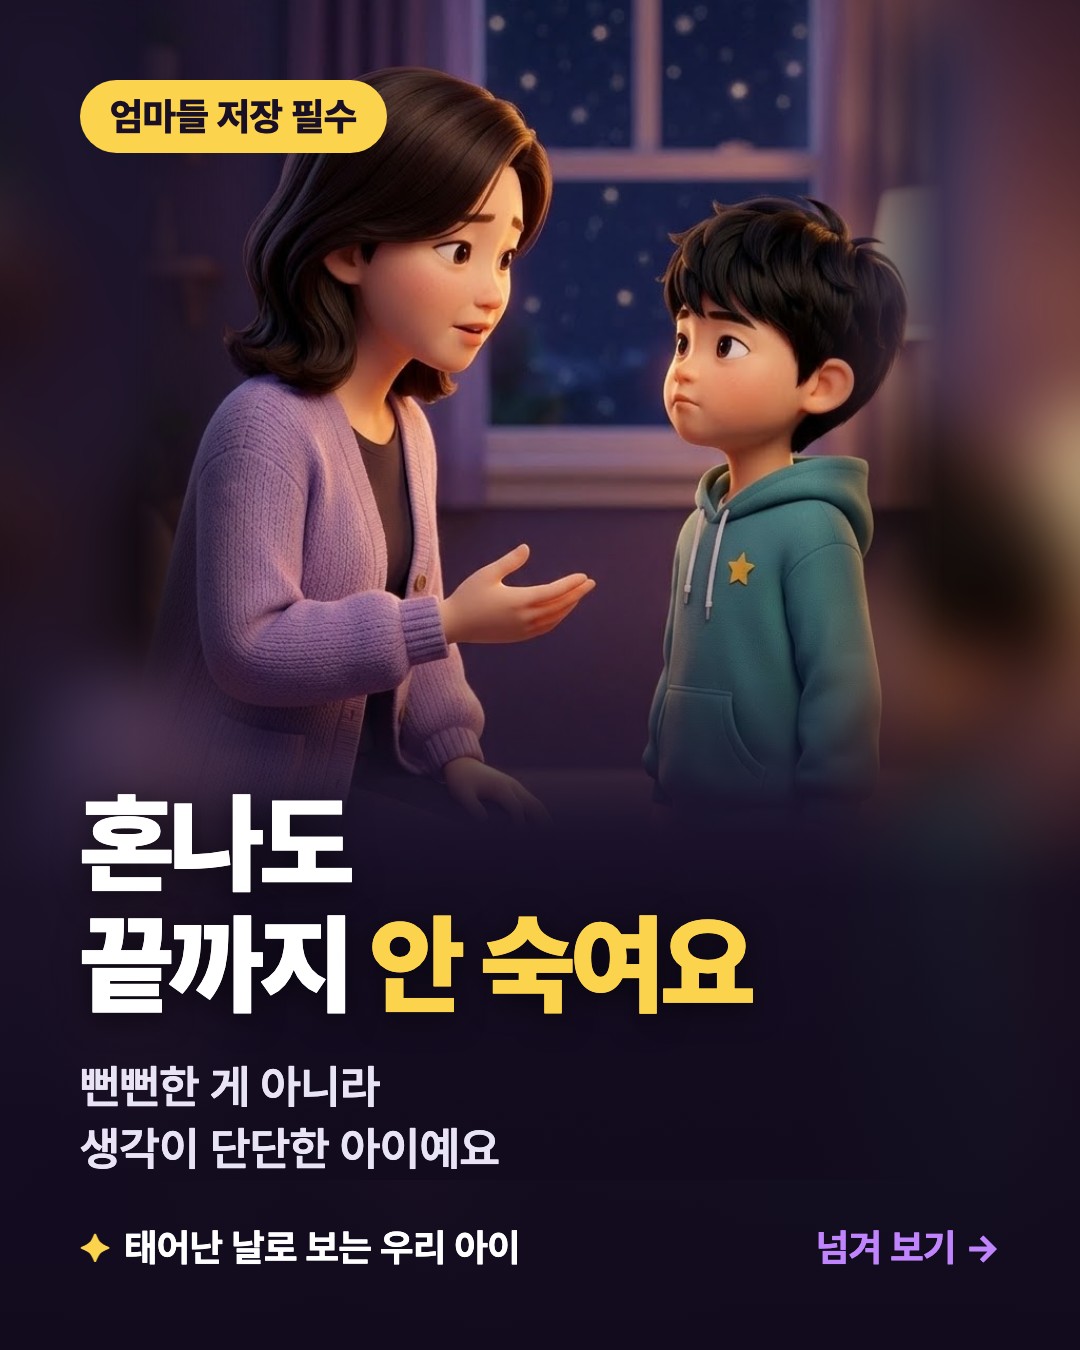 엄마들 저장 필수
혼나도
끝까지 안 숙여요
뻔뻔한 게 아니라
생각이 단단한 아이예요
태어난 날로 보는 우리 아이
넘겨 보기 →